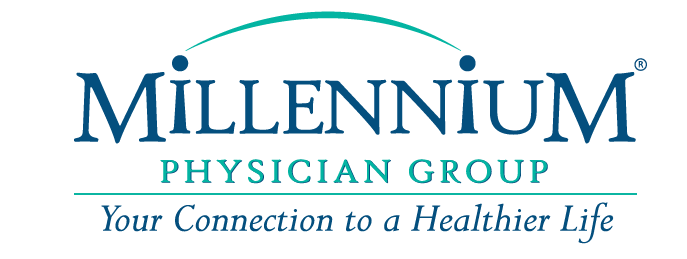 MiLLENNiUM®
PHYSICIAN GROUP
Your Connection to a Healthier Life